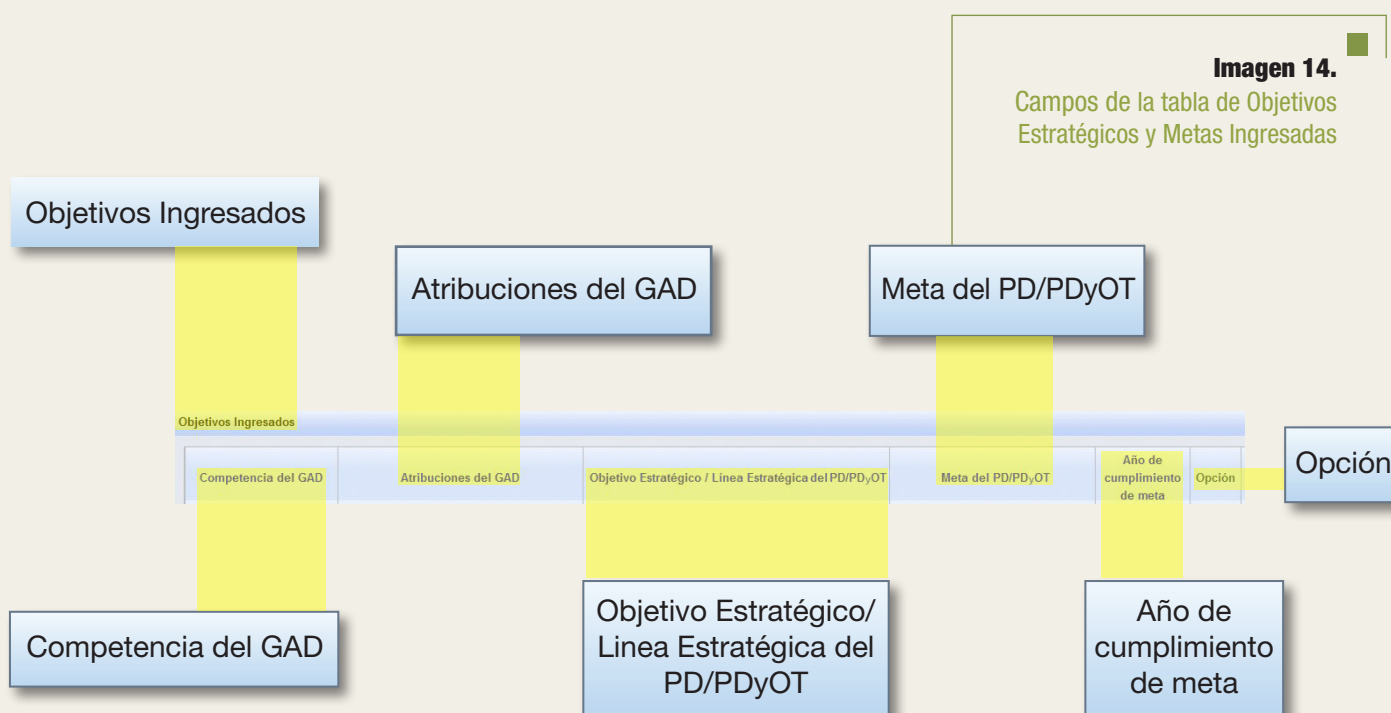 Imagen 14.
Campos de la tabla de Objetivos
Estratégicos y Metas Ingresadas
Objetivos Ingresados
Atribuciones del GAD
Meta del PD/PDyOT
Objetivos Ingresados
Competencia del GAD
Atribuciones del GAD
Objetivo Estratégico / Linea Estratégica del PD/PDyOT
Meta del PD/PDyOT
Año de
cumplimiento
de meta
Opción
Opción
Competencia del GAD
Objetivo Estratégico/
Linea Estratégica del
PD/PDyOT
Año de
cumplimiento
de meta